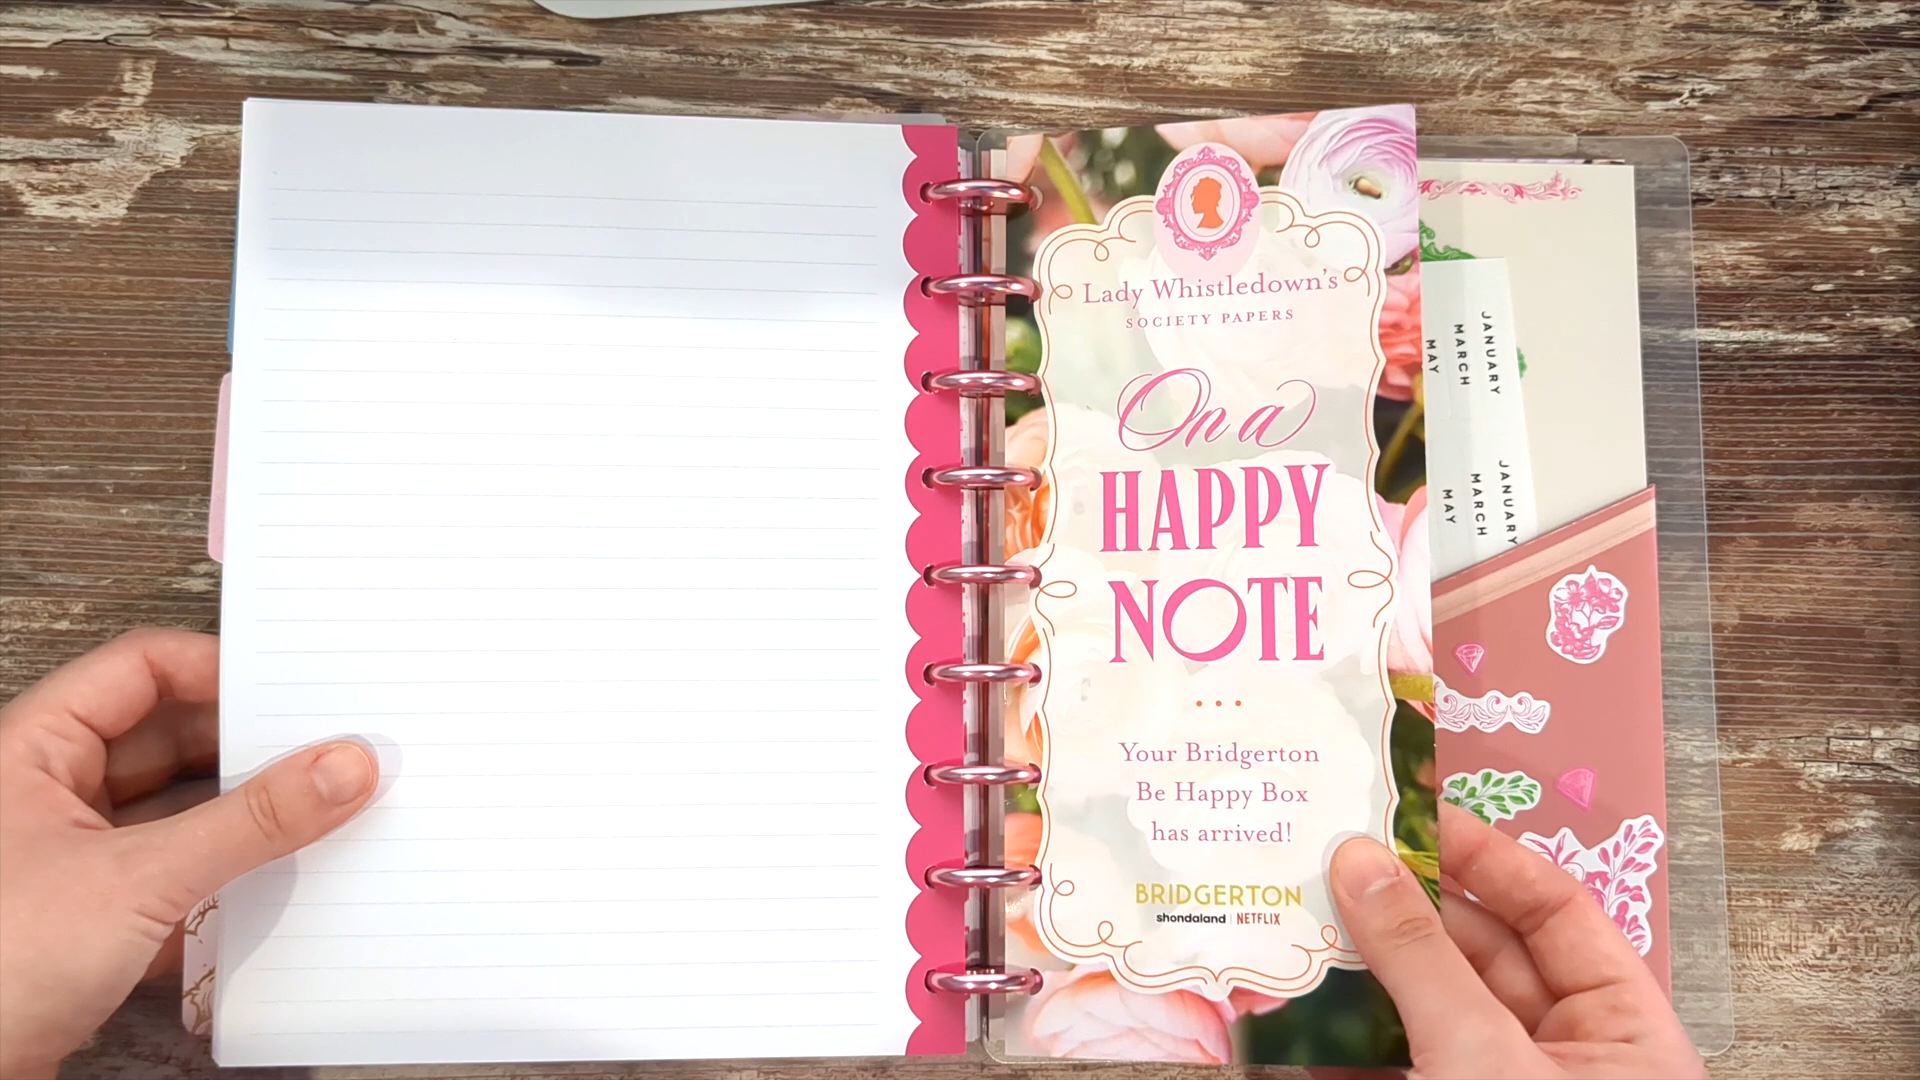 Lady Whistledown's
SOCIETY PAPERS
On a
HAPPY
NOTE
Your Bridgerton
Be Happy Box
has arrived!
BRIDGERTON
shondaland | NETFLIX
JANUARY
MARCH
MAY
JANUARY
MARCH
MAY